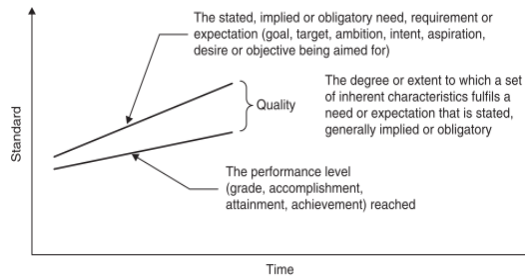 The stated, implied or obligatory need, requirement or
expectation (goal, target, ambition, intent, aspiration,
desire or objective being aimed for)
The degree or extent to which a set
of inherent characteristics fulfils a
need or expectation that is stated,
generally implied or obligatory
Quality
Standard
The performance level
(grade, accomplishment,
attainment, achievement) reached
Time